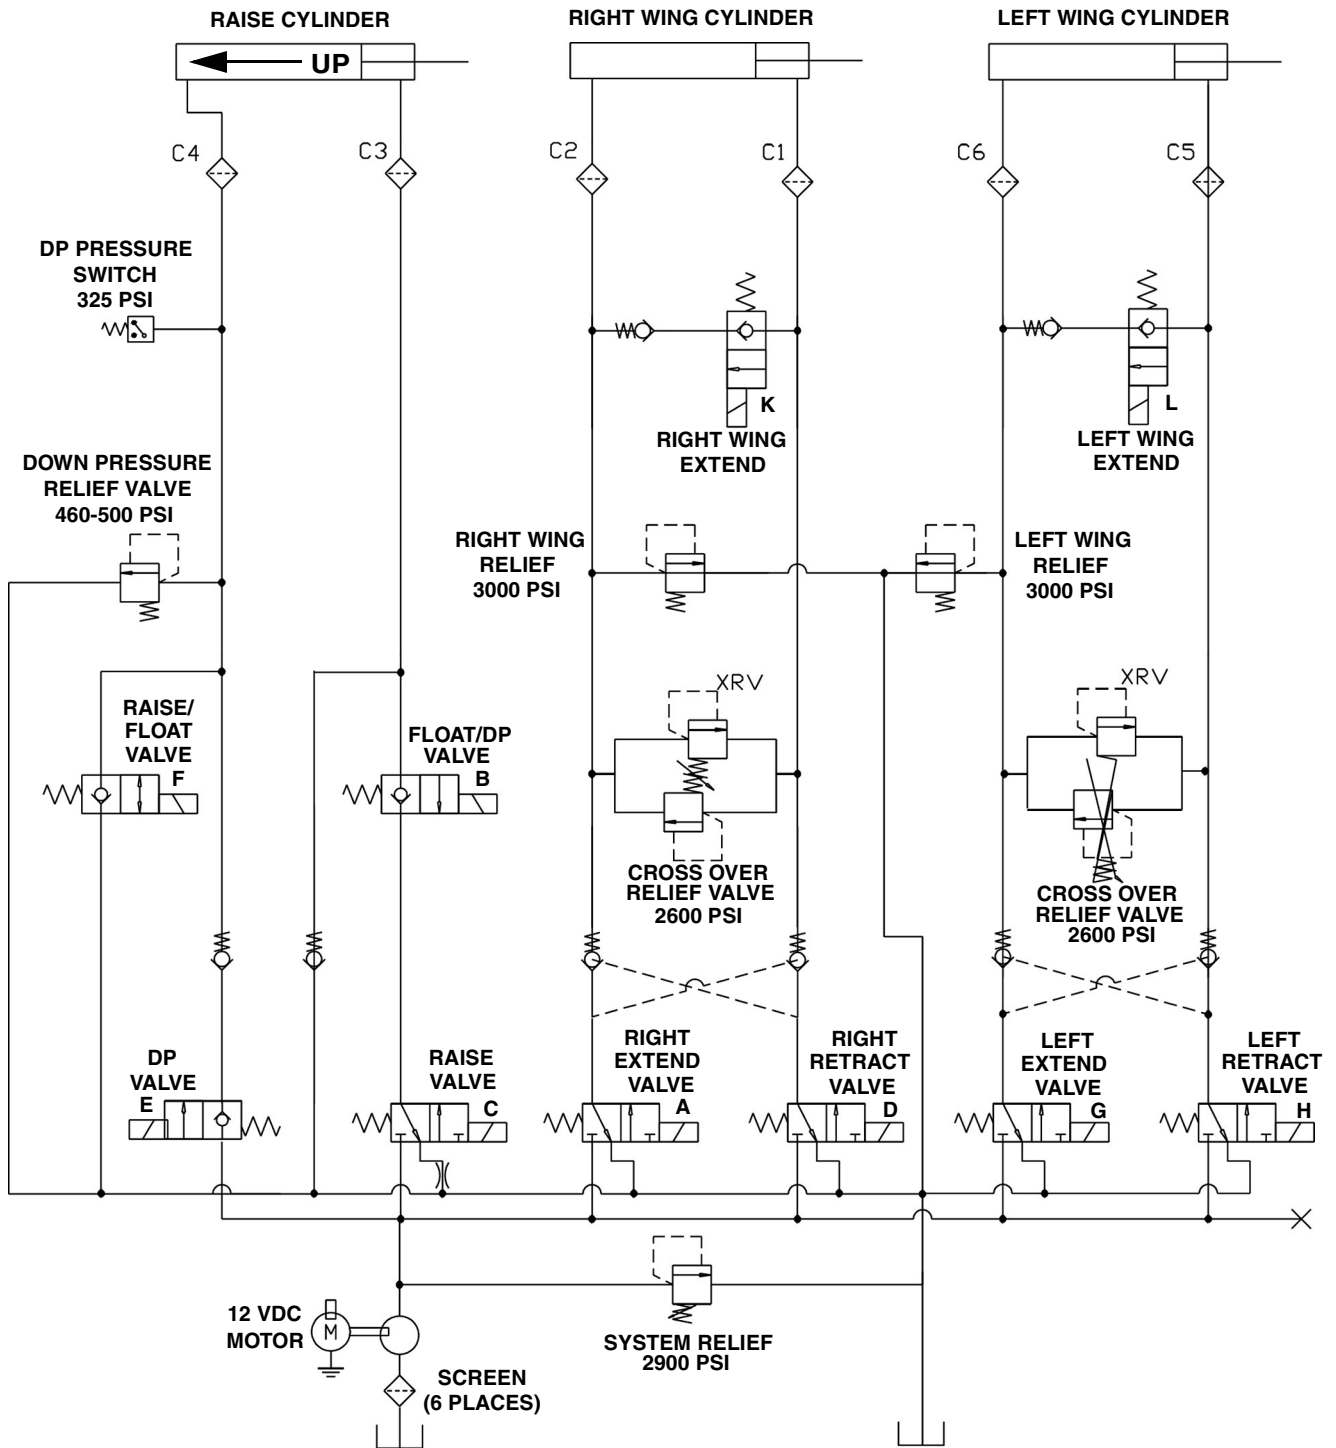 RAISE CYLINDER
RIGHT WING CYLINDER
LEFT WING CYLINDER
UP
C4
C3
C2
C1
C6
C5
DP PRESSURE
SWITCH
325 PSI
K
RIGHT WING
EXTEND
L
LEFT WING
EXTEND
DOWN PRESSURE
RELIEF VALVE
460-500 PSI
RIGHT WING
RELIEF
3000 PSI
LEFT WING
RELIEF
3000 PSI
RAISE/
FLOAT
VALVE
F
FLOAT/DP
VALVE
B
XRV
CROSS OVER
RELIEF VALVE
2600 PSI
XRV
CROSS OVER
RELIEF VALVE
2600 PSI
DP
VALVE
E
RAISE
VALVE
C
RIGHT
EXTEND
VALVE
A
RIGHT
RETRACT
VALVE
D
LEFT
EXTEND
VALVE
G
LEFT
RETRACT
VALVE
H
12 VDC
MOTOR
M
SYSTEM RELIEF
2900 PSI
SCREEN
(6 PLACES)